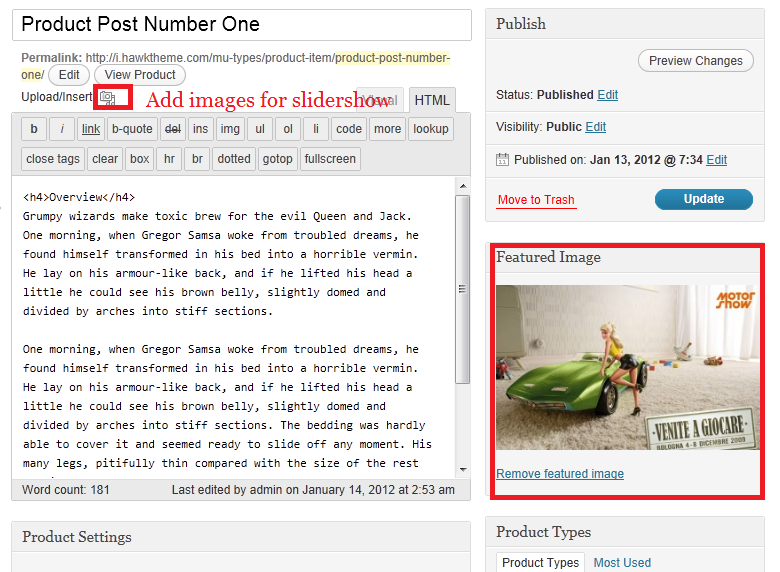 Product Post Number One
Permalink: http://i.hawktheme.com/mu-types/product-item/product-post-number-
one/ Edit View Product
Upload/Insert
Add images for slidershow
Visual HTML
b i link b-quote del ins img ul ol li code more lookup
close tags clear box hr br dotted gotop fullscreen
<h4>Overview</h4>
Grumpy wizards make toxic brew for the evil Queen and Jack.
One morning, when Gregor Samsa woke from troubled dreams, he
found himself transformed in his bed into a horrible vermin.
He lay on his armour-like back, and if he lifted his head a
little he could see his brown belly, slightly domed and
divided by arches into stiff sections.
One morning, when Gregor Samsa woke from troubled dreams, he
found himself transformed in his bed into a horrible vermin.
He lay on his armour-like back, and if he lifted his head a
little he could see his brown belly, slightly domed and
divided by arches into stiff sections. The bedding was hardly
able to cover it and seemed ready to slide off any moment. His
many legs, pitifully thin compared with the size of the rest
Word count: 181 Last edited by admin on January 14, 2012 at 2:53 am
Product Settings
Publish
Preview Changes
Status: Published Edit
Visibility: Public Edit
Published on: Jan 13, 2012 @ 7:34 Edit
Move to Trash Update
Featured Image
MOTOR
SHOW
VENITE A GIOCARE
BOLOGNA 4-8 DICEMBRE 2009
Remove featured image
Product Types
Product Types Most Used